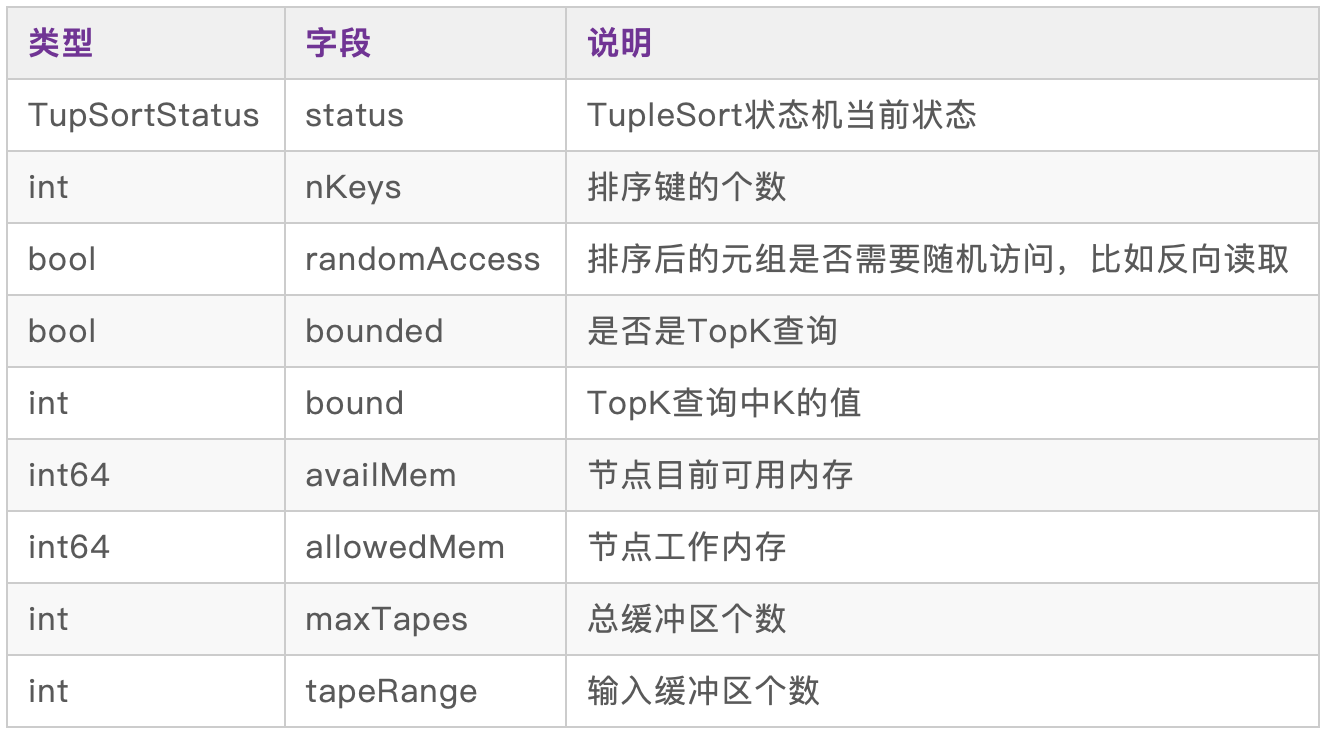 类型 字段 说明
TupSortStatus status TupleSort状态机当前状态
int nKeys 排序键的个数
bool randomAccess 排序后的元组是否需要随机访问，比如反向读取
bool bounded 是否是TopK查询
int bound TopK查询中K的值
int64 availMem 节点目前可用内存
int64 allowedMem 节点工作内存
int maxTapes 总缓冲区个数
int tapeRange 输入缓冲区个数